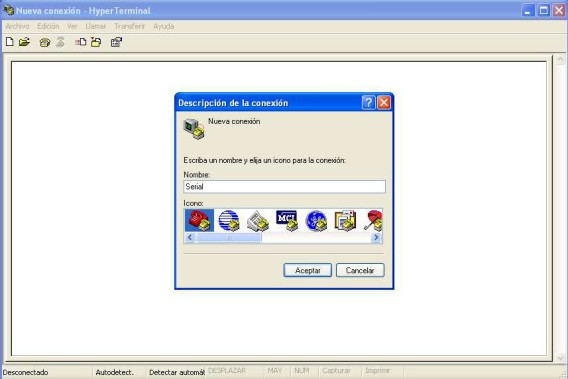 Nueva conexión - HyperTerminal
Archivo Edición Ver Llamar Transferir Ayuda
Descripción de la conexión
Nueva conexión
Escriba un nombre y elija un icono para la conexión:
Nombre:
Serial
Icono:
MCI
Aceptar Cancelar
Desconectado Autodetect. Detectar automát DESPLAZAR MAY NUM Capturar Imprimir